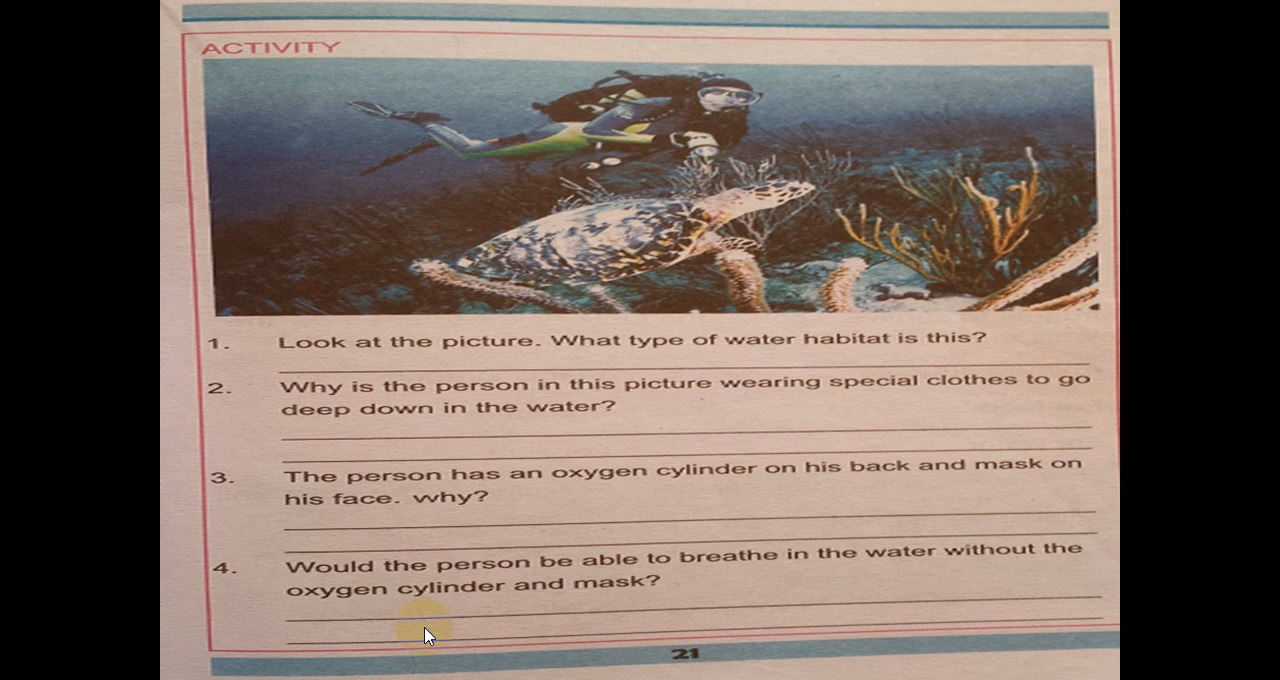 ACTIVITY
1. Look at the picture. What type of water habitat is this?
2. Why is the person in this picture wearing special clothes to go
deep down in the water?
3. The person has an oxygen cylinder on his back and mask on
his face. why?
4. Would the person be able to breathe in the water without the
oxygen cylinder and mask?
21